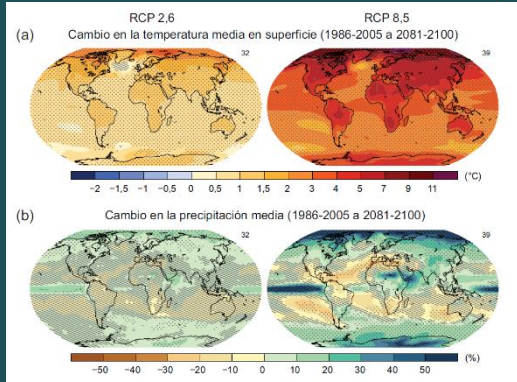 RCP 2,6 RCP 8,5
(a) Cambio en la temperatura media en superficie (1986-2005 a 2081-2100)
32 39
−2 −1,5 −1 −0,5 0 0,5 1 1,5 2 3 4 5 7 9 11 (°C)
(b) Cambio en la precipitación media (1986-2005 a 2081-2100)
32 39
−50 −40 −30 −20 −10 0 10 20 30 40 50 (%)